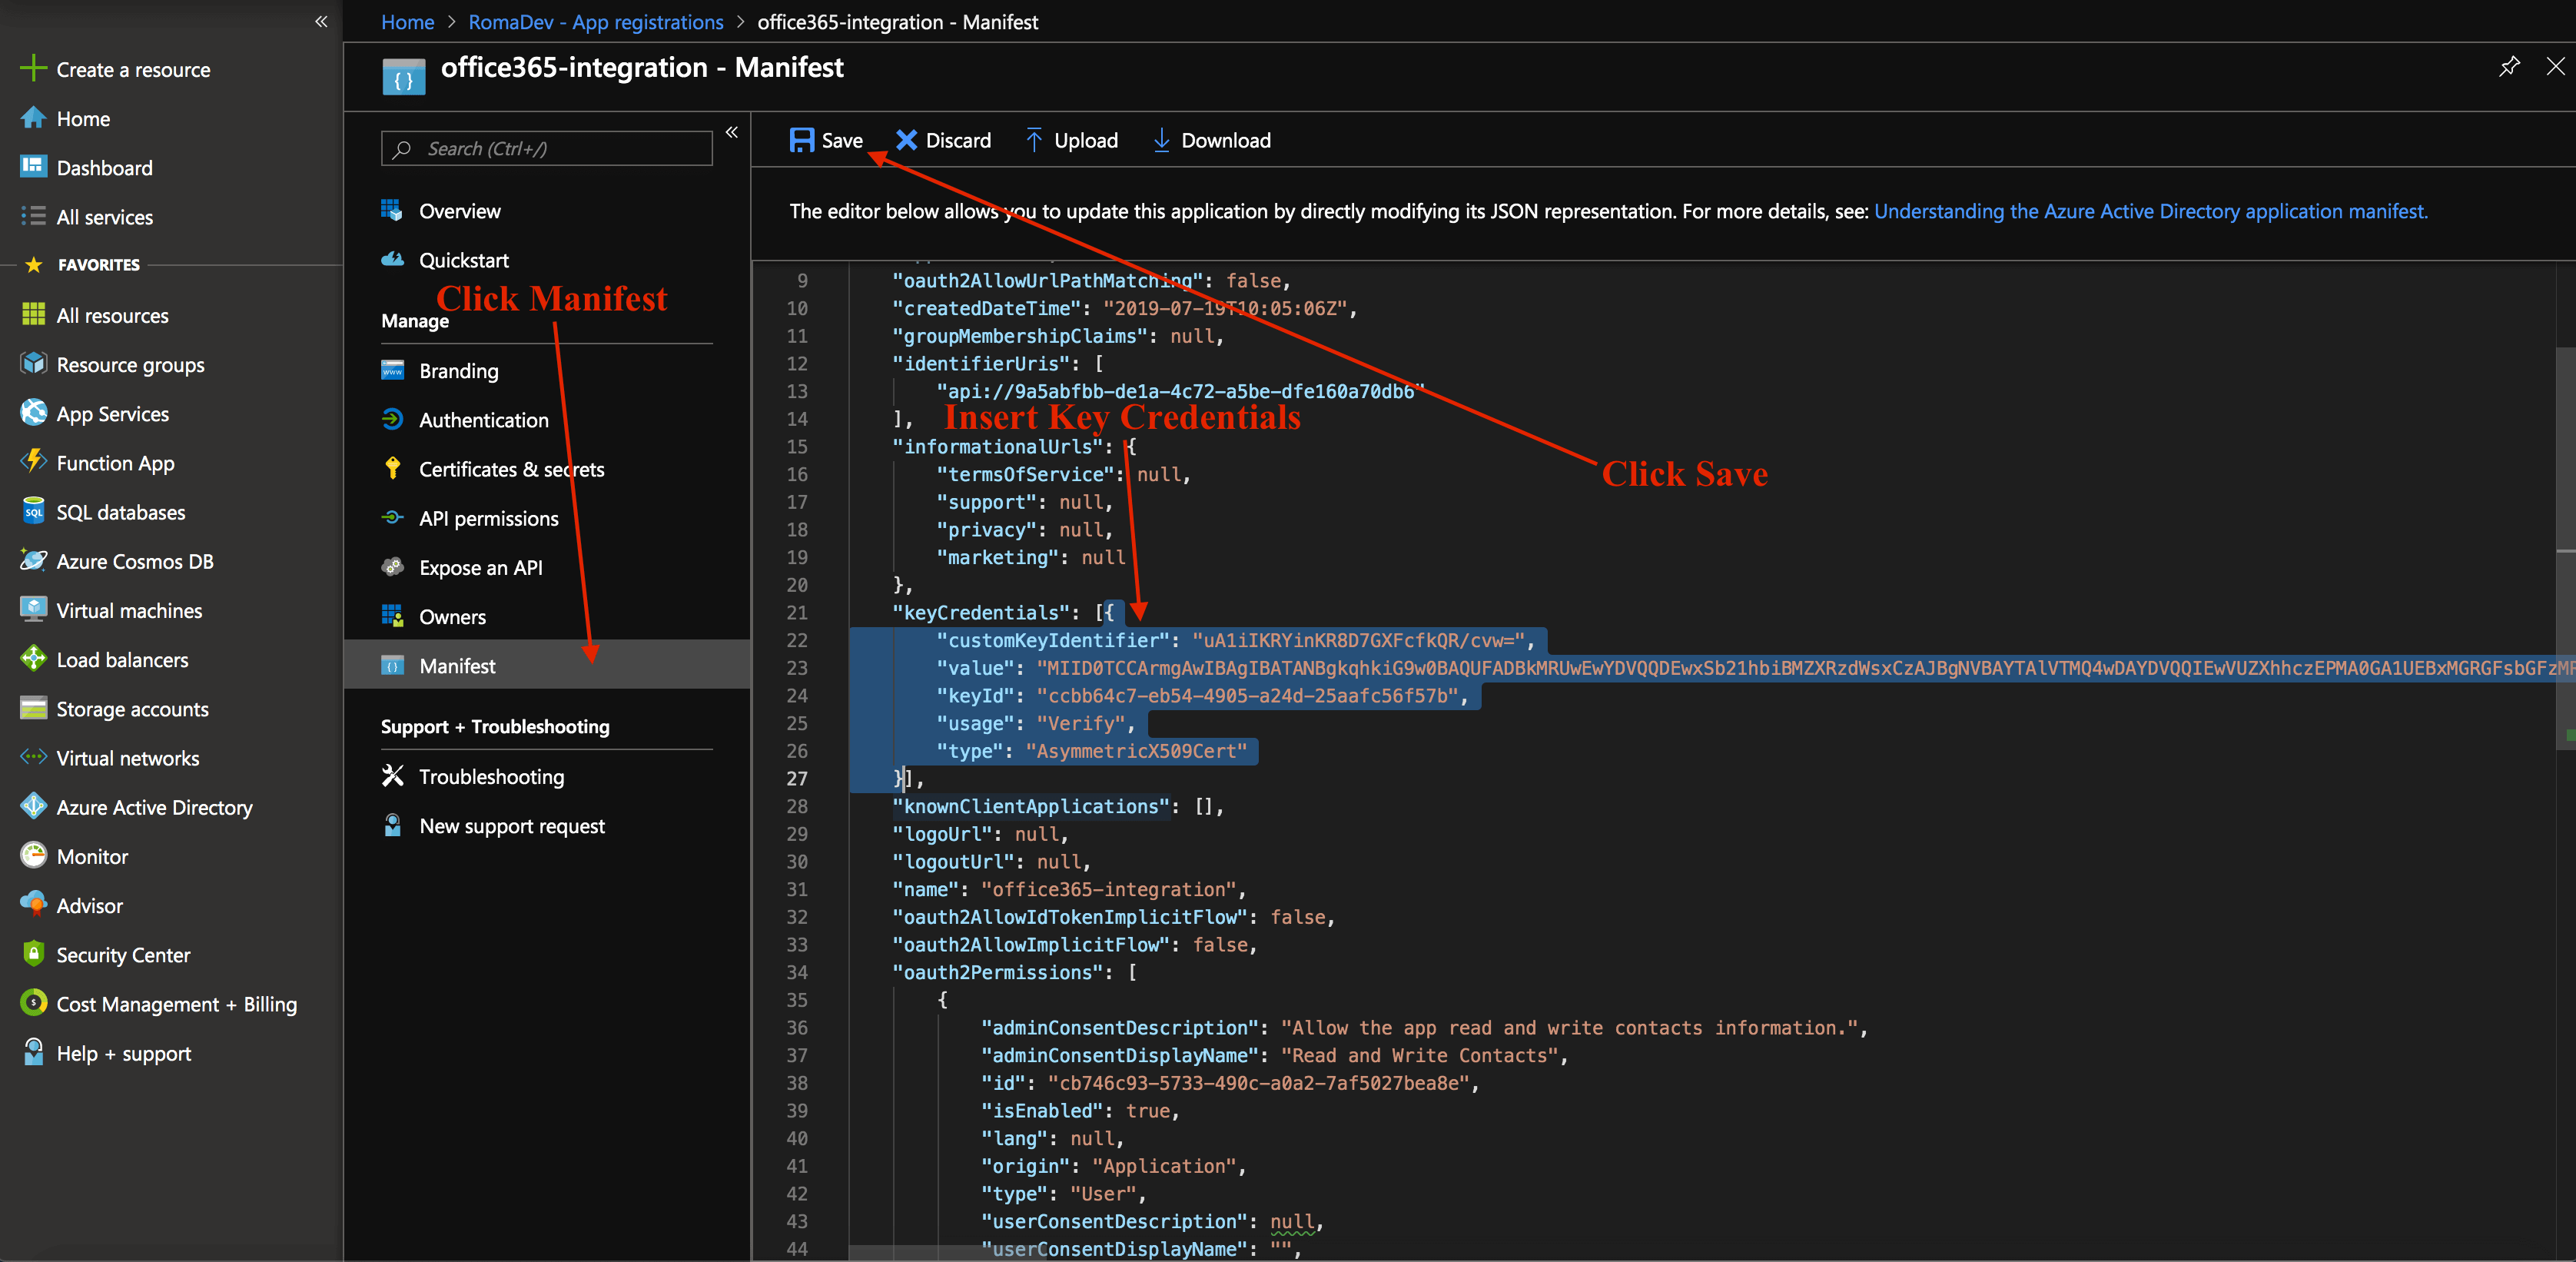 Home > RomaDev - App registrations > office365-integration - Manifest
office365-integration - Manifest
Create a resource
Home
Dashboard
All services
FAVORITES
All resources
Resource groups
App Services
Function App
SQL databases
Azure Cosmos DB
Virtual machines
Load balancers
Storage accounts
Virtual networks
Azure Active Directory
Monitor
Advisor
Security Center
Cost Management + Billing
Help + support
Search (Ctrl+/)
Overview
Quickstart
Click Manifest
Manage
Branding
Authentication
Certificates & secrets
API permissions
Expose an API
Owners
Manifest
Support + Troubleshooting
Troubleshooting
New support request
Save Discard Upload Download
The editor below allows you to update this application by directly modifying its JSON representation. For more details, see: Understanding the Azure Active Directory application manifest.
9 "oauth2AllowUrlPathMatching": false,
10 "createdDateTime": "2019-07-19T10:05:06Z",
11 "groupMembershipClaims": null,
12 "identifierUris": [
13 "api://9a5abfbb-de1a-4c72-a5be-dfe160a70db6"
14 ],
Insert Key Credentials
15 "informationalUrls": {
16 "termsOfService": null,
Click Save
17 "support": null,
18 "privacy": null,
19 "marketing": null
20 },
21 "keyCredentials": [{
22 "customKeyIdentifier": "uA1iIKRYinKR8D7GXFcfkQR/cvw=",
23 "value": "MIID0TCCArmgAwIBAgIBATANBgkqhkiG9w0BAQUFADBkMRUwEwYDVQQDEwxSb21hbiBMZXRzdWsxCzAJBgNVBAYTAlVTMQ4wDAYDVQQIEwVUZXhhczEPMA0GA1UEBxMGRGFsbGFzMR
24 "keyId": "ccbb64c7-eb54-4905-a24d-25aafc56f57b",
25 "usage": "Verify",
26 "type": "AsymmetricX509Cert"
27 }],
28 "knownClientApplications": [],
29 "logoUrl": null,
30 "logoutUrl": null,
31 "name": "office365-integration",
32 "oauth2AllowIdTokenImplicitFlow": false,
33 "oauth2AllowImplicitFlow": false,
34 "oauth2Permissions": [
35 {
36 "adminConsentDescription": "Allow the app read and write contacts information.",
37 "adminConsentDisplayName": "Read and Write Contacts",
38 "id": "cb746c93-5733-490c-a0a2-7af5027bea8e",
39 "isEnabled": true,
40 "lang": null,
41 "origin": "Application",
42 "type": "User",
43 "userConsentDescription": null,
44 "userConsentDisplayName": "",